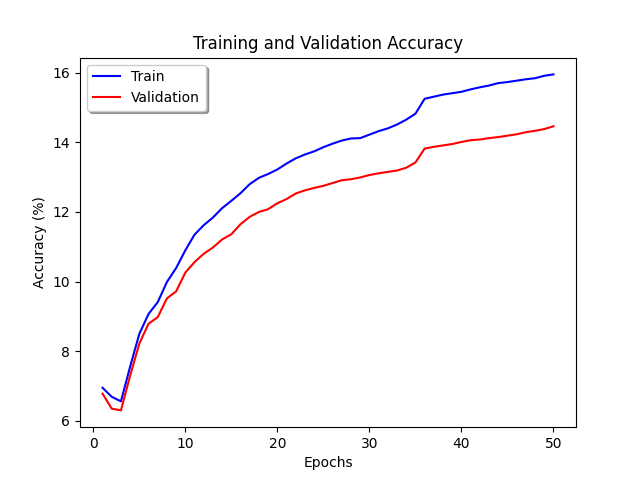 Training and Validation Accuracy
Train
Validation
16
14
12
10
8
6
Accuracy (%)
0
10
20
30
40
50
Epochs